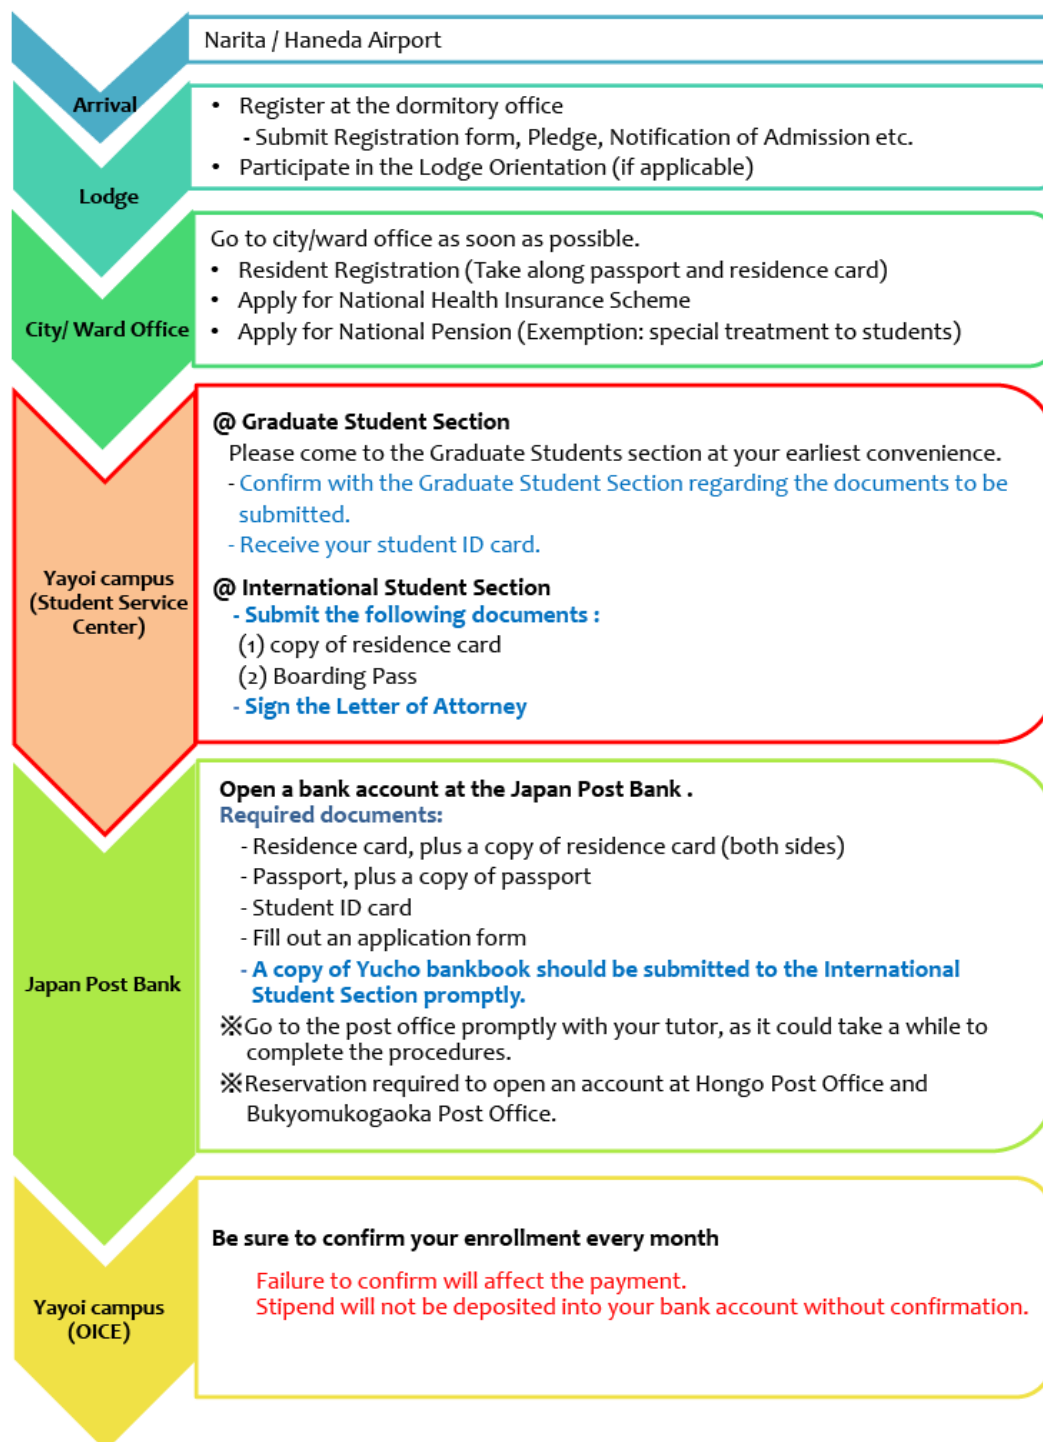 Narita / Haneda Airport
Arrival
• Register at the dormitory office
- Submit Registration form, Pledge, Notification of Admission etc.
• Participate in the Lodge Orientation (if applicable)
Lodge
Go to city/ward office as soon as possible.
• Resident Registration (Take along passport and residence card)
• Apply for National Health Insurance Scheme
• Apply for National Pension (Exemption: special treatment to students)
City/ Ward Office
@ Graduate Student Section
Please come to the Graduate Students section at your earliest convenience.
- Confirm with the Graduate Student Section regarding the documents to be
submitted.
- Receive your student ID card.
@ International Student Section
- Submit the following documents :
(1) copy of residence card
(2) Boarding Pass
- Sign the Letter of Attorney
Yayoi campus
(Student Service
Center)
Open a bank account at the Japan Post Bank .
Required documents:
- Residence card, plus a copy of residence card (both sides)
- Passport, plus a copy of passport
- Student ID card
- Fill out an application form
- A copy of Yucho bankbook should be submitted to the International
Student Section promptly.
※Go to the post office promptly with your tutor, as it could take a while to
complete the procedures.
※Reservation required to open an account at Hongo Post Office and
Bukyomukogaoka Post Office.
Japan Post Bank
Be sure to confirm your enrollment every month
Failure to confirm will affect the payment.
Stipend will not be deposited into your bank account without confirmation.
Yayoi campus
(OICE)